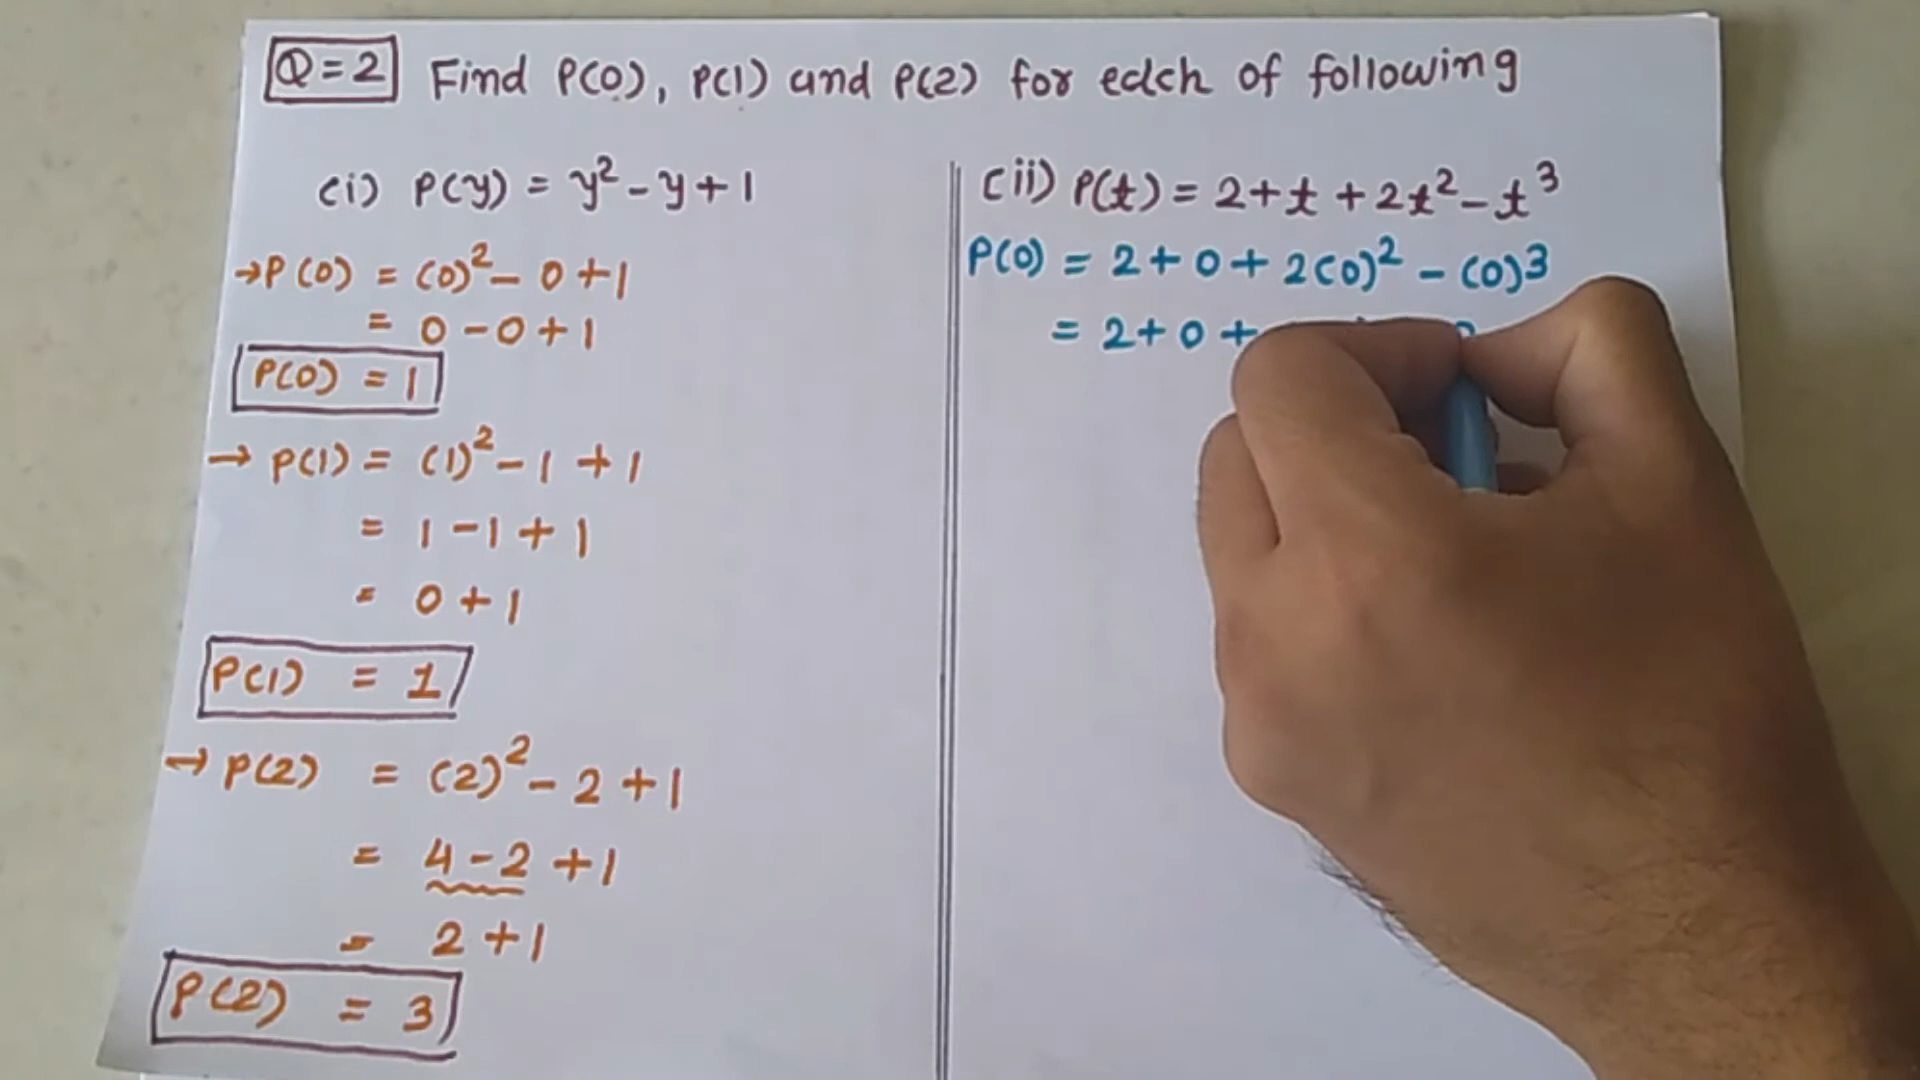 Q=2 Find P(0), P(1) and P(2) for each of following
(i) P(y) = y² - y + 1
→P(0) = (0)² - 0 + 1
= 0 - 0 + 1
P(0) = 1
→ P(1) = (1)² - 1 + 1
= 1 - 1 + 1
= 0 + 1
P(1) = 1
→ P(2) = (2)² - 2 + 1
= 4 - 2 + 1
= 2 + 1
P(2) = 3
(ii) P(t) = 2 + t + 2t² - t³
P(0) = 2 + 0 + 2(0)² - (0)³
= 2 + 0 +